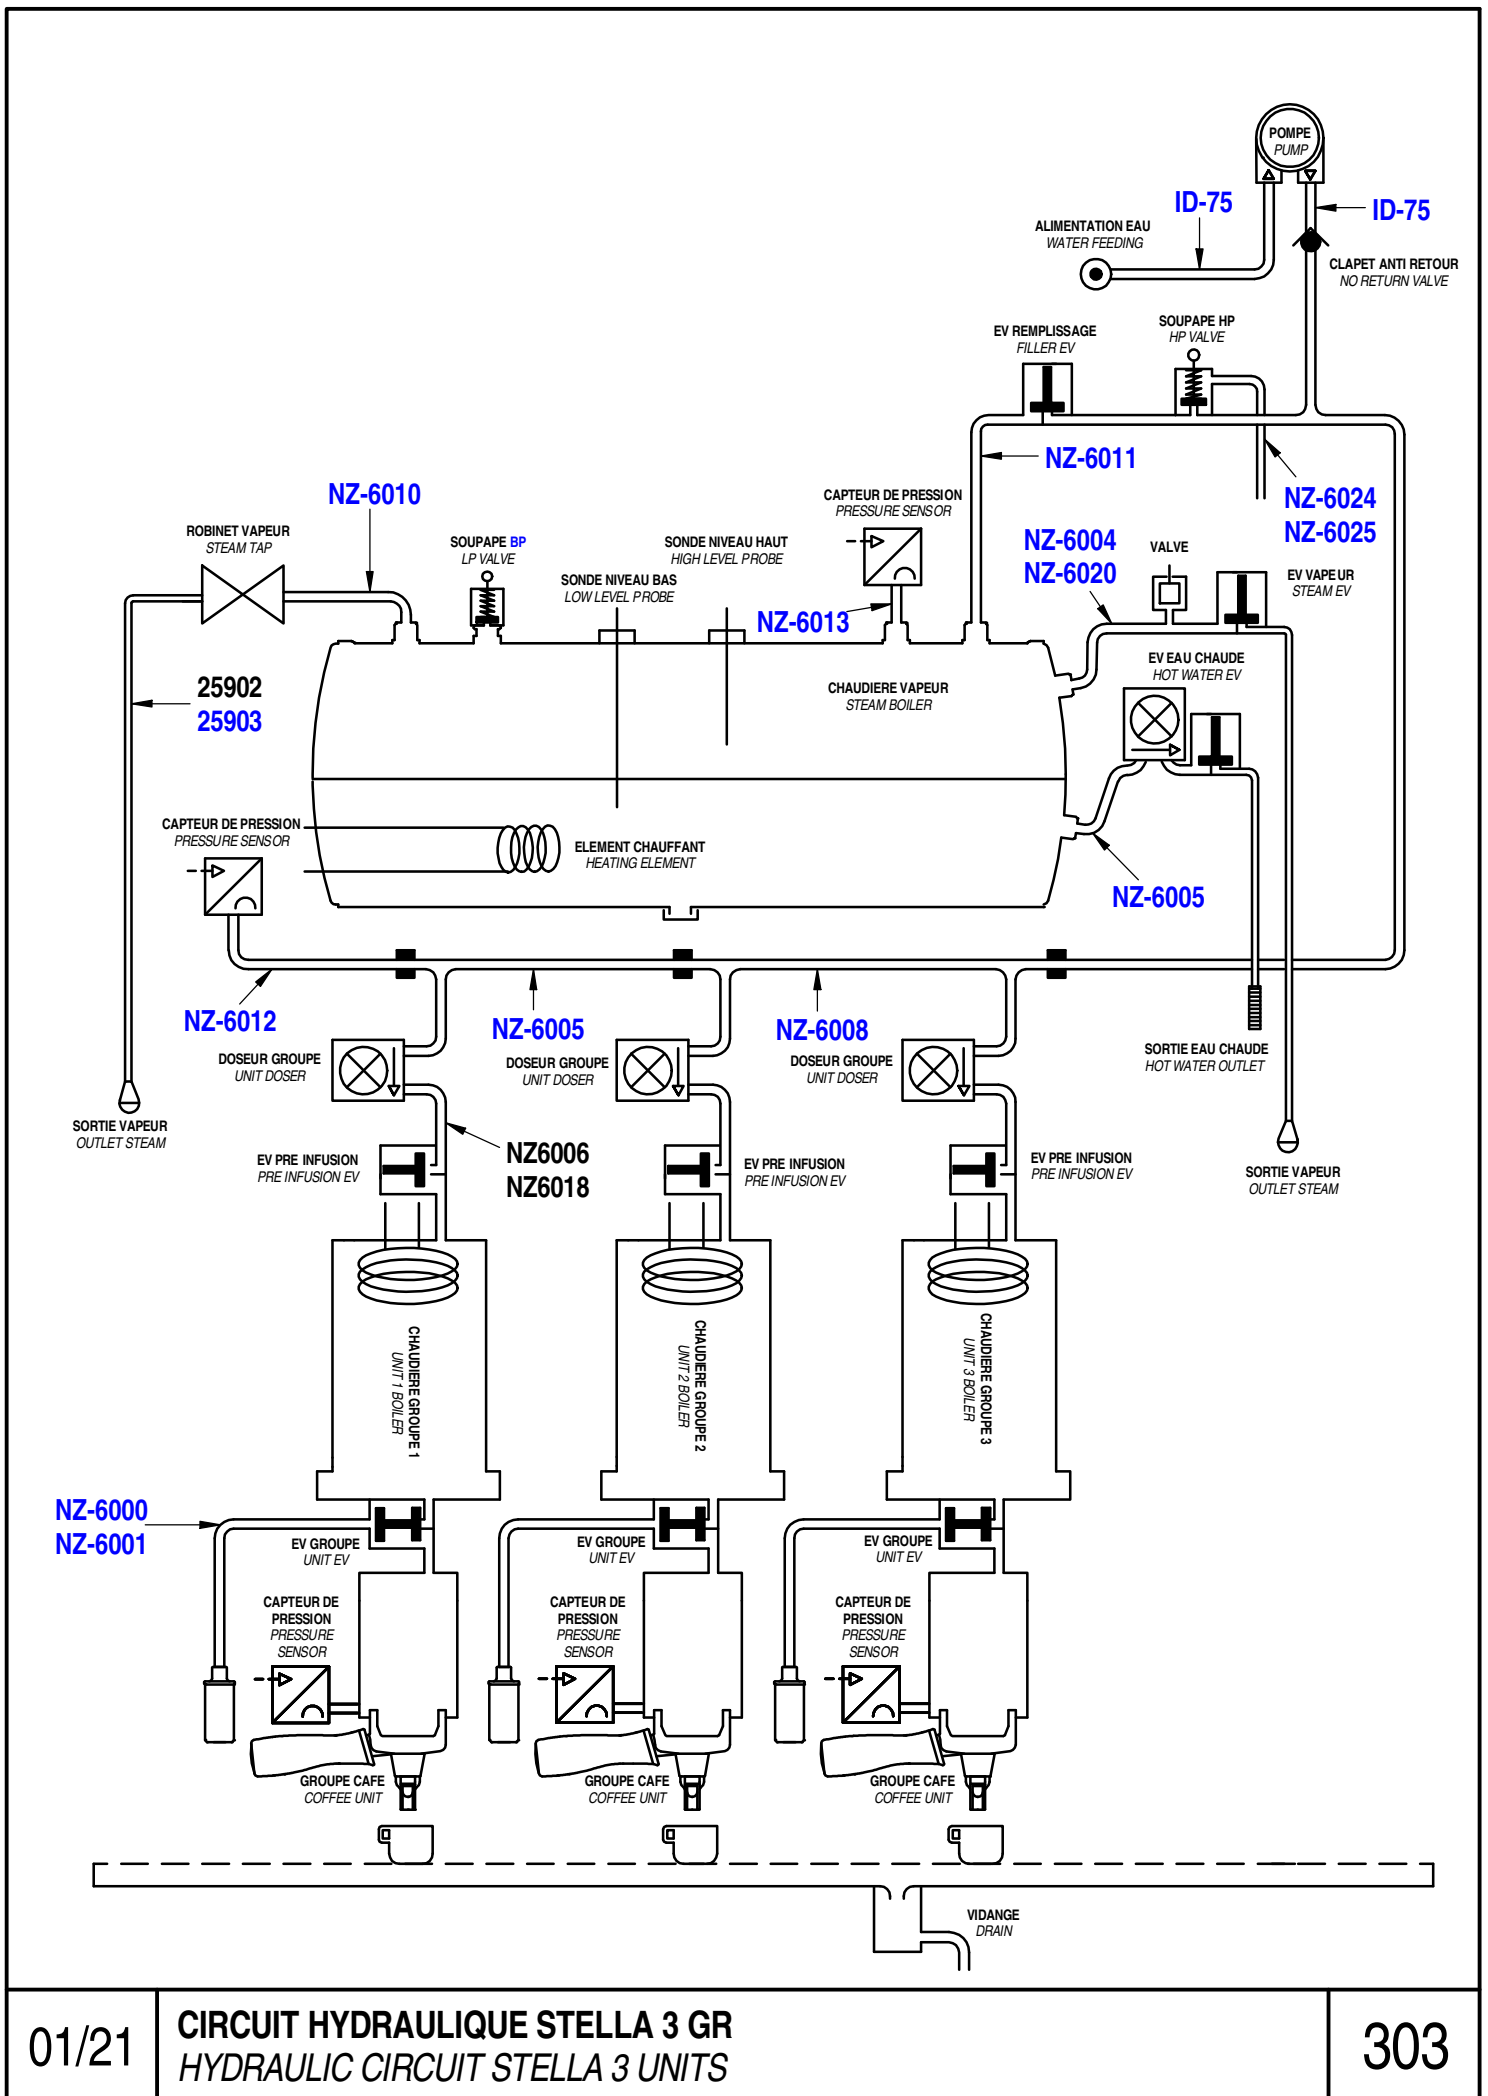 POMPE
PUMP
ID-75
ID-75
ALIMENTATION EAU
WATER FEEDING
CLAPET ANTI RETOUR
NO RETURN VALVE
EV REMPLISSAGE
FILLER EV
SOUPAPE HP
HP VALVE
NZ-6011
NZ-6024
NZ-6025
NZ-6010
CAPTEUR DE PRESSION
PRESSURE SENSOR
ROBINET VAPEUR
STEAM TAP
SOUPAPE BP
LP VALVE
SONDE NIVEAU HAUT
HIGH LEVEL PROBE
SONDE NIVEAU BAS
LOW LEVEL PROBE
NZ-6004
NZ-6020
VALVE
EV VAPEUR
STEAM EV
NZ-6013
25902
25903
CHAUDIERE VAPEUR
STEAM BOILER
EV EAU CHAUDE
HOT WATER EV
CAPTEUR DE PRESSION
PRESSURE SENSOR
ELEMENT CHAUFFANT
HEATING ELEMENT
NZ-6005
NZ-6012
NZ-6005
NZ-6008
DOSEUR GROUPE
UNIT DOSER
DOSEUR GROUPE
UNIT DOSER
DOSEUR GROUPE
UNIT DOSER
SORTIE EAU CHAUDE
HOT WATER OUTLET
SORTIE VAPEUR
OUTLET STEAM
EV PRE INFUSION
PRE INFUSION EV
NZ6006
NZ6018
EV PRE INFUSION
PRE INFUSION EV
EV PRE INFUSION
PRE INFUSION EV
SORTIE VAPEUR
OUTLET STEAM
CHAUDIERE GROUPE 1
UNIT 1 BOILER
CHAUDIERE GROUPE 2
UNIT 2 BOILER
CHAUDIERE GROUPE 3
UNIT 3 BOILER
NZ-6000
NZ-6001
EV GROUPE
UNIT EV
EV GROUPE
UNIT EV
EV GROUPE
UNIT EV
CAPTEUR DE
PRESSION
PRESSURE
SENSOR
CAPTEUR DE
PRESSION
PRESSURE
SENSOR
CAPTEUR DE
PRESSION
PRESSURE
SENSOR
GROUPE CAFE
COFFEE UNIT
GROUPE CAFE
COFFEE UNIT
GROUPE CAFE
COFFEE UNIT
VIDANGE
DRAIN
01/21
CIRCUIT HYDRAULIQUE STELLA 3 GR
HYDRAULIC CIRCUIT STELLA 3 UNITS
303